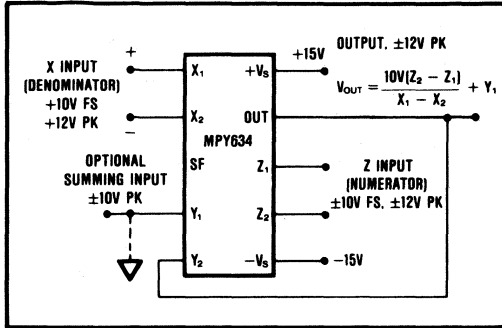 X INPUT
(DENOMINATOR)
+10V FS
+12V PK
+
−
OPTIONAL
SUMMING INPUT
±10V PK
X₁
X₂
SF
Y₁
Y₂
MPY634
+Vₛ
OUT
Z₁
Z₂
−Vₛ
+15V
OUTPUT, ±12V PK
V_OUT = 10V(Z₂ − Z₁) / (X₁ − X₂) + Y₁
Z INPUT
(NUMERATOR)
±10V FS, ±12V PK
−15V